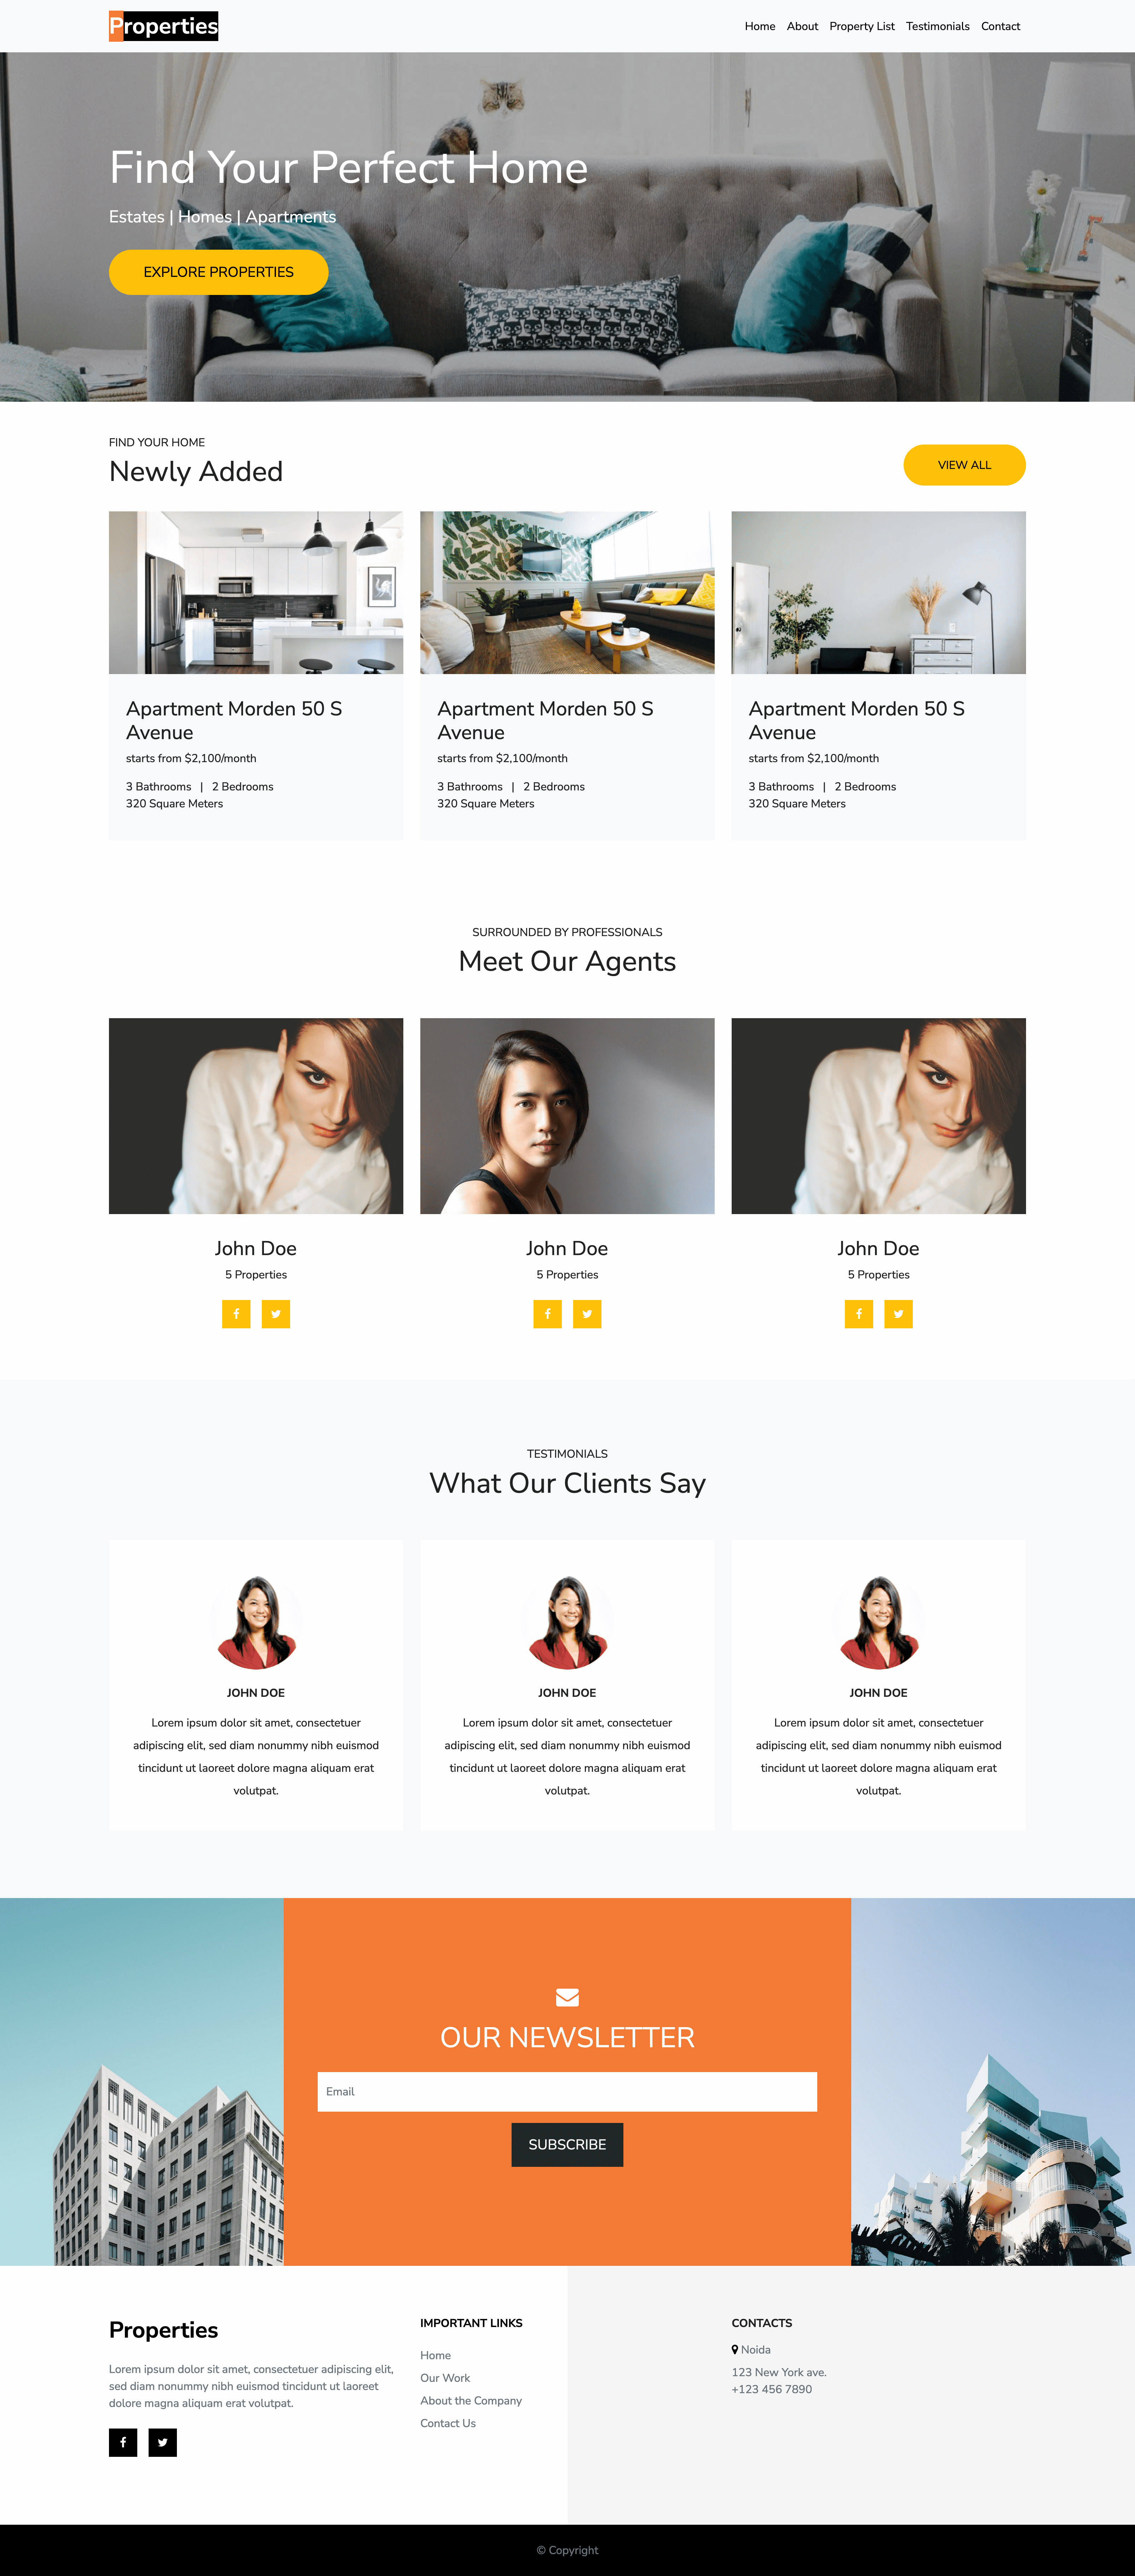 Properties
Home About Property List Testimonials Contact
Find Your Perfect Home
Estates | Homes | Apartments
EXPLORE PROPERTIES
FIND YOUR HOME
Newly Added
VIEW ALL
Apartment Morden 50 S
Avenue
starts from $2,100/month
3 Bathrooms | 2 Bedrooms
320 Square Meters
Apartment Morden 50 S
Avenue
starts from $2,100/month
3 Bathrooms | 2 Bedrooms
320 Square Meters
Apartment Morden 50 S
Avenue
starts from $2,100/month
3 Bathrooms | 2 Bedrooms
320 Square Meters
SURROUNDED BY PROFESSIONALS
Meet Our Agents
John Doe
5 Properties
John Doe
5 Properties
John Doe
5 Properties
TESTIMONIALS
What Our Clients Say
JOHN DOE
Lorem ipsum dolor sit amet, consectetuer
adipiscing elit, sed diam nonummy nibh euismod
tincidunt ut laoreet dolore magna aliquam erat
volutpat.
JOHN DOE
Lorem ipsum dolor sit amet, consectetuer
adipiscing elit, sed diam nonummy nibh euismod
tincidunt ut laoreet dolore magna aliquam erat
volutpat.
JOHN DOE
Lorem ipsum dolor sit amet, consectetuer
adipiscing elit, sed diam nonummy nibh euismod
tincidunt ut laoreet dolore magna aliquam erat
volutpat.
OUR NEWSLETTER
Email
SUBSCRIBE
Properties
Lorem ipsum dolor sit amet, consectetuer adipiscing elit,
sed diam nonummy nibh euismod tincidunt ut laoreet
dolore magna aliquam erat volutpat.
IMPORTANT LINKS
Home
Our Work
About the Company
Contact Us
CONTACTS
Noida
123 New York ave.
+123 456 7890
© Copyright